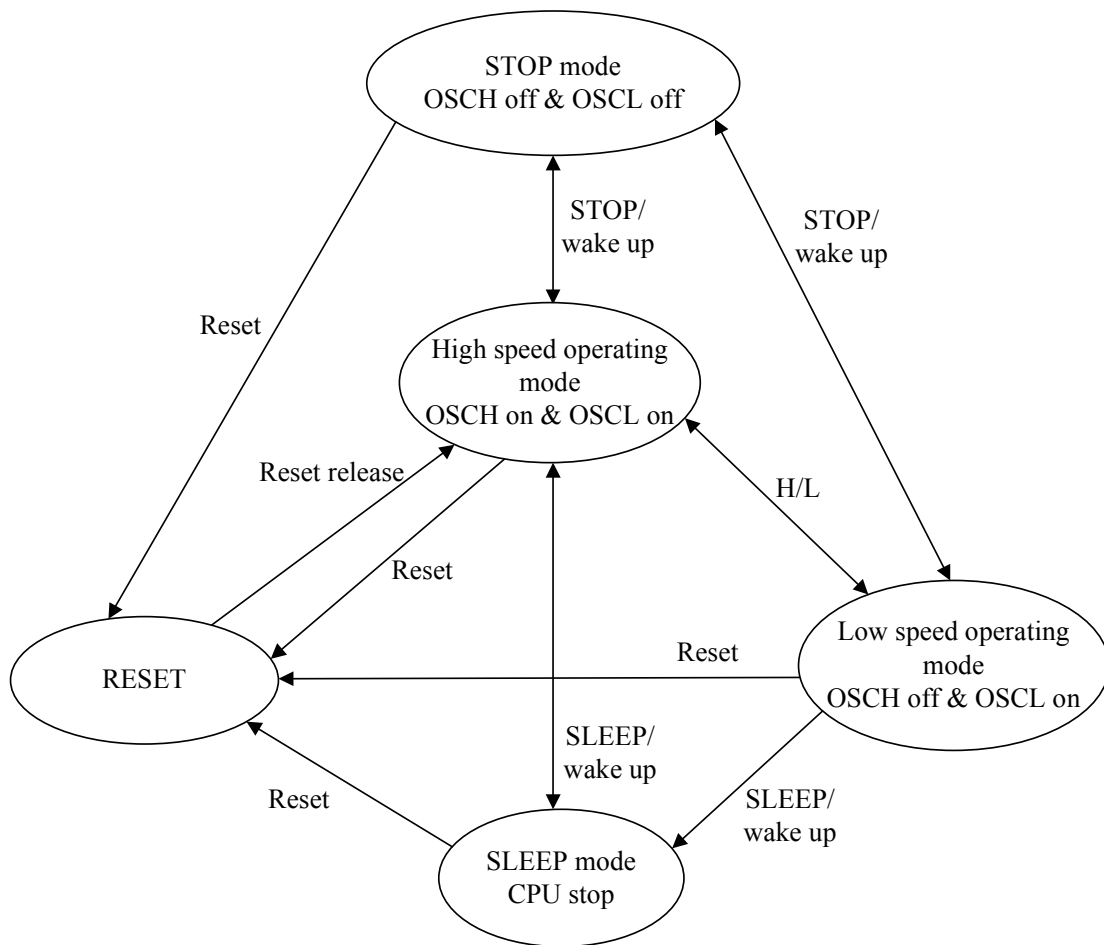 STOP mode
OSCH off & OSCL off
STOP/
wake up
STOP/
wake up
Reset
High speed operating
mode
OSCH on & OSCL on
Reset release
H/L
Reset
Low speed operating
mode
OSCH off & OSCL on
Reset
RESET
SLEEP/
wake up
SLEEP/
wake up
Reset
SLEEP mode
CPU stop